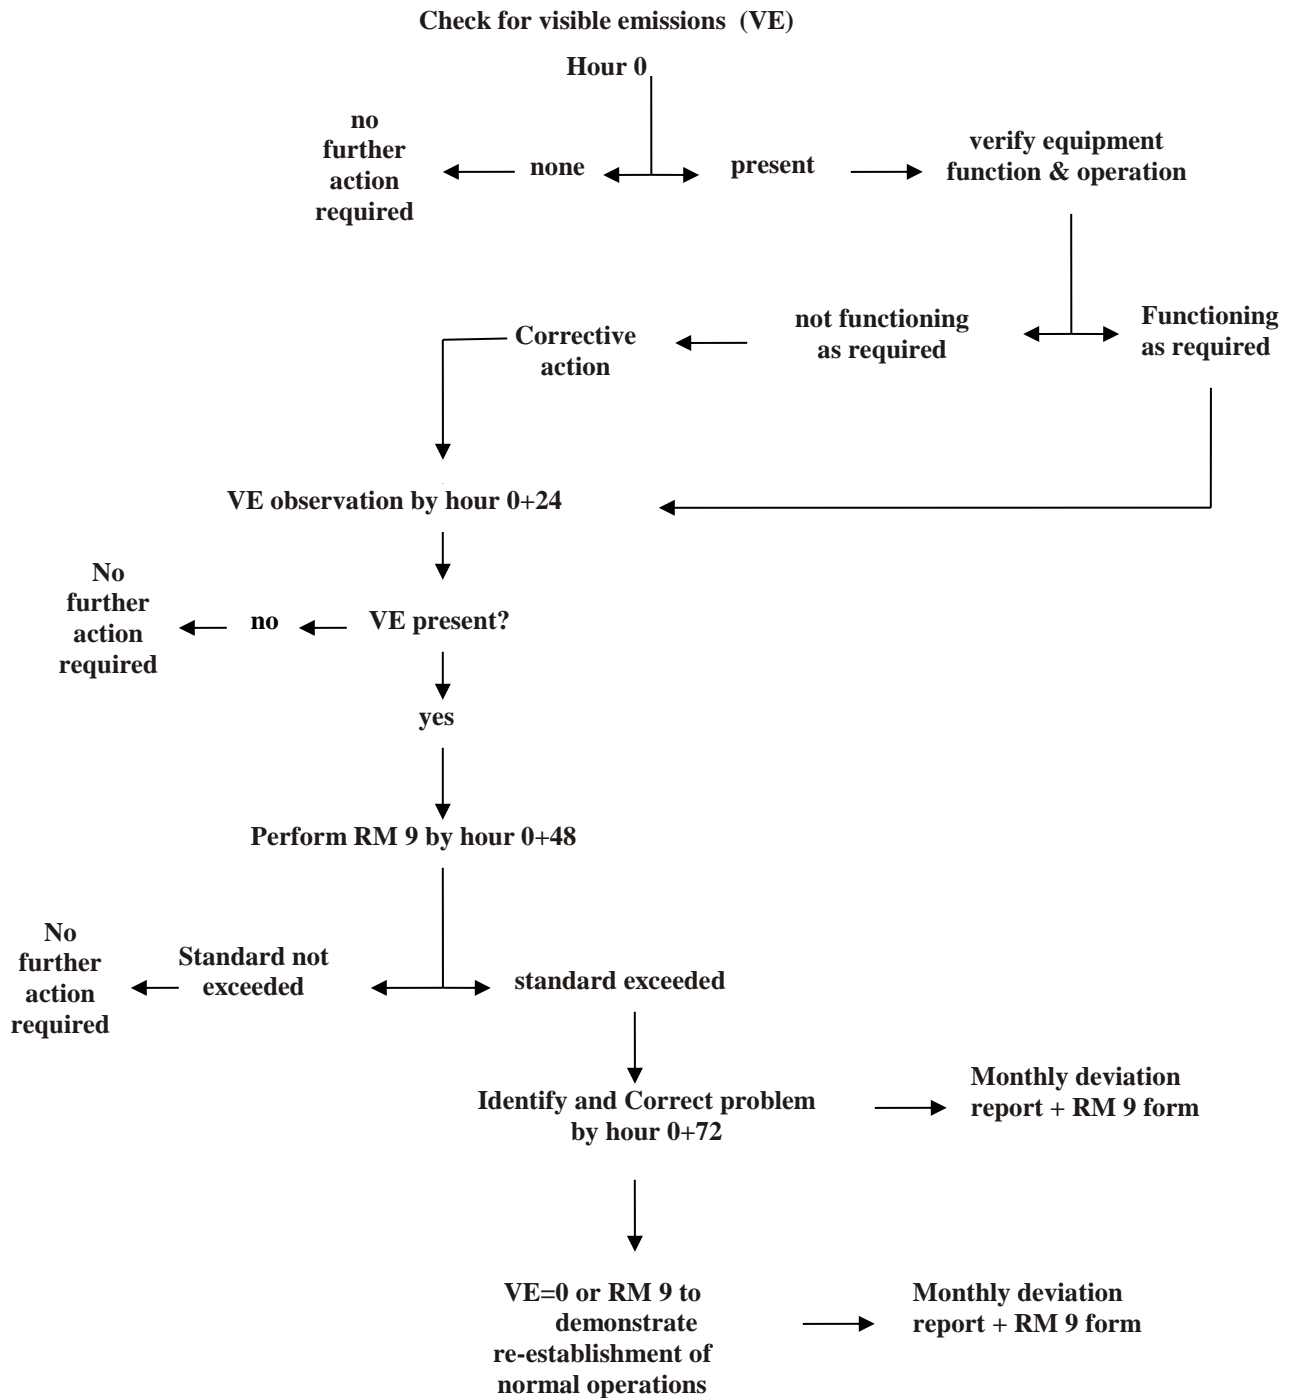 Check for visible emissions  (VE)
Hour 0
no
further
action
required
none
present
verify equipment
function & operation
Corrective
action
not functioning
as required
Functioning
as required
VE observation by hour 0+24
No
further
action
required
no
VE present?
yes
Perform RM 9 by hour 0+48
No
further
action
required
Standard not
exceeded
standard exceeded
Identify and Correct problem
by hour 0+72
Monthly deviation
report + RM 9 form
VE=0 or RM 9 to
demonstrate
re-establishment of
normal operations
Monthly deviation
report + RM 9 form